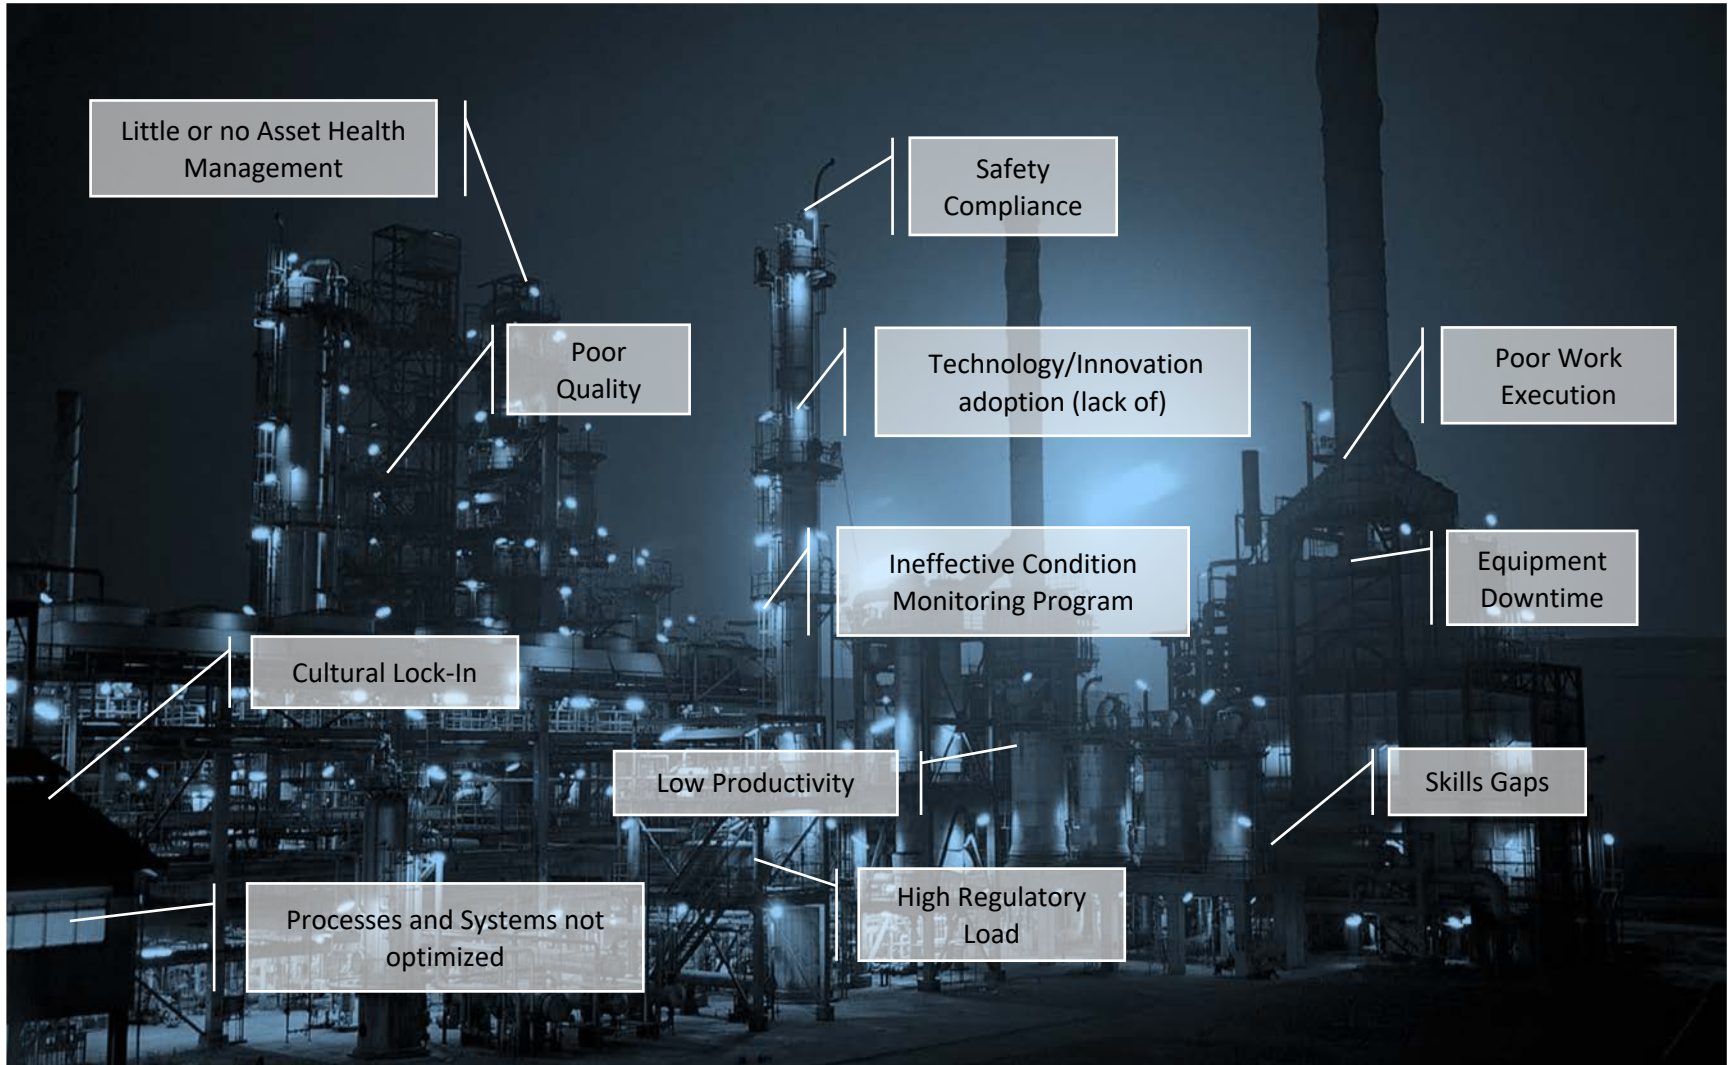 Little or no Asset Health
Management
Safety
Compliance
Poor
Quality
Technology/Innovation
adoption (lack of)
Poor Work
Execution
Ineffective Condition
Monitoring Program
Equipment
Downtime
Cultural Lock-In
Low Productivity
Skills Gaps
Processes and Systems not
optimized
High Regulatory
Load